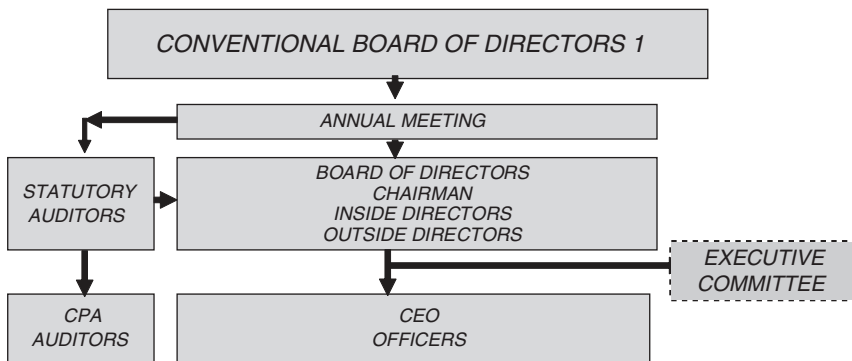 CONVENTIONAL BOARD OF DIRECTORS 1
ANNUAL MEETING
STATUTORY
AUDITORS
BOARD OF DIRECTORS
CHAIRMAN
INSIDE DIRECTORS
OUTSIDE DIRECTORS
EXECUTIVE
COMMITTEE
CPA
AUDITORS
CEO
OFFICERS